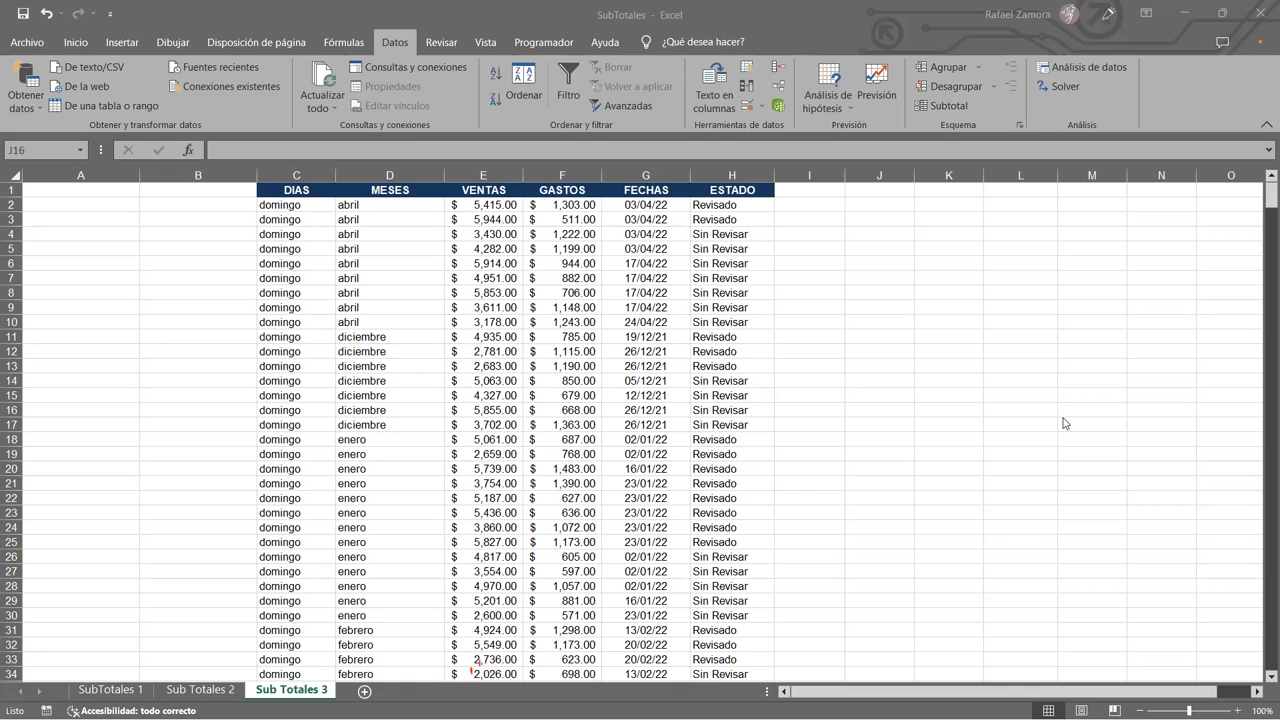 SubTotales - Excel
Rafael Zamora
Archivo Inicio Insertar Dibujar Disposición de página Fórmulas Datos Revisar Vista Programador Ayuda ¿Qué desea hacer?
Obtener datos
De texto/CSV
De la web
De una tabla o rango
Fuentes recientes
Conexiones existentes
Obtener y transformar datos
Actualizar todo
Consultas y conexiones
Propiedades
Editar vínculos
Consultas y conexiones
Ordenar
Filtro
Borrar
Volver a aplicar
Avanzadas
Ordenar y filtrar
Texto en columnas
Herramientas de datos
Análisis de hipótesis
Previsión
Previsión
Agrupar
Desagrupar
Subtotal
Esquema
Análisis de datos
Solver
Análisis
J16
A B C D E F G H I J K L M N O
1 DIAS MESES VENTAS GASTOS FECHAS ESTADO
2 domingo abril $ 5,415.00 $ 1,303.00 03/04/22 Revisado
3 domingo abril $ 5,944.00 $ 511.00 03/04/22 Revisado
4 domingo abril $ 3,430.00 $ 1,222.00 03/04/22 Sin Revisar
5 domingo abril $ 4,282.00 $ 1,199.00 03/04/22 Sin Revisar
6 domingo abril $ 5,914.00 $ 944.00 17/04/22 Sin Revisar
7 domingo abril $ 4,951.00 $ 882.00 17/04/22 Sin Revisar
8 domingo abril $ 5,853.00 $ 706.00 17/04/22 Sin Revisar
9 domingo abril $ 3,611.00 $ 1,148.00 17/04/22 Sin Revisar
10 domingo abril $ 3,178.00 $ 1,243.00 24/04/22 Sin Revisar
11 domingo diciembre $ 4,935.00 $ 785.00 19/12/21 Revisado
12 domingo diciembre $ 2,781.00 $ 1,115.00 26/12/21 Revisado
13 domingo diciembre $ 2,683.00 $ 1,190.00 26/12/21 Revisado
14 domingo diciembre $ 5,063.00 $ 850.00 05/12/21 Sin Revisar
15 domingo diciembre $ 4,327.00 $ 679.00 12/12/21 Sin Revisar
16 domingo diciembre $ 5,855.00 $ 668.00 26/12/21 Sin Revisar
17 domingo diciembre $ 3,702.00 $ 1,363.00 26/12/21 Sin Revisar
18 domingo enero $ 5,061.00 $ 687.00 02/01/22 Revisado
19 domingo enero $ 2,659.00 $ 768.00 02/01/22 Revisado
20 domingo enero $ 5,739.00 $ 1,483.00 16/01/22 Revisado
21 domingo enero $ 3,754.00 $ 1,390.00 23/01/22 Revisado
22 domingo enero $ 5,187.00 $ 627.00 23/01/22 Revisado
23 domingo enero $ 5,436.00 $ 636.00 23/01/22 Revisado
24 domingo enero $ 3,860.00 $ 1,072.00 23/01/22 Revisado
25 domingo enero $ 5,827.00 $ 1,173.00 23/01/22 Revisado
26 domingo enero $ 4,817.00 $ 605.00 02/01/22 Sin Revisar
27 domingo enero $ 3,554.00 $ 597.00 02/01/22 Sin Revisar
28 domingo enero $ 4,970.00 $ 1,057.00 02/01/22 Sin Revisar
29 domingo enero $ 5,201.00 $ 881.00 16/01/22 Sin Revisar
30 domingo enero $ 2,600.00 $ 571.00 23/01/22 Sin Revisar
31 domingo febrero $ 4,924.00 $ 1,298.00 13/02/22 Revisado
32 domingo febrero $ 5,549.00 $ 1,173.00 20/02/22 Revisado
33 domingo febrero $ 2,736.00 $ 623.00 20/02/22 Revisado
34 domingo febrero $ 2,026.00 $ 698.00 13/02/22 Sin Revisar
SubTotales 1 Sub Totales 2 Sub Totales 3
Listo Accesibilidad: todo correcto 100%